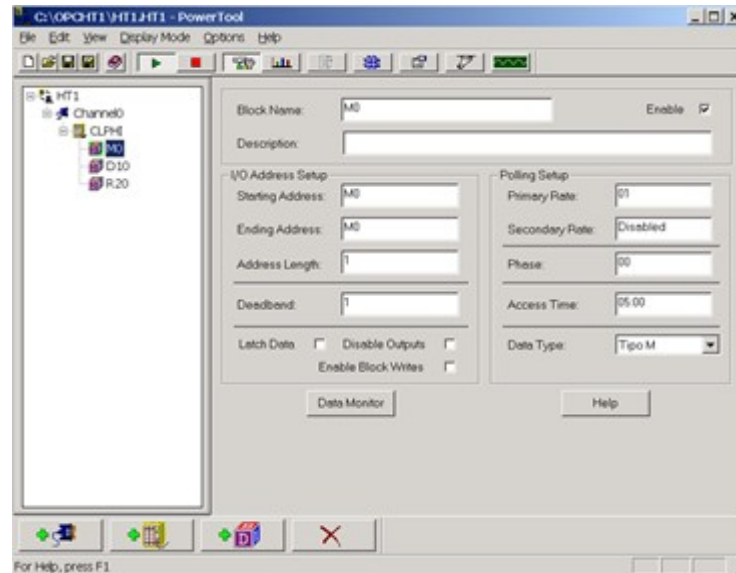 C:\OPCHT1\HT1.HT1 - PowerTool
File Edit View Display Mode Options Help
HT1
Channel0
CLPHI
M0
D10
R20
Block Name: M0 Enable
Description:
I/O Address Setup
Starting Address: M0
Ending Address: M0
Address Length: 1
Deadband: 1
Latch Data Disable Outputs
Enable Block Writes
Polling Setup
Primary Rate: 01
Secondary Rate: Disabled
Phase: 00
Access Time: 05:00
Data Type: Tipo M
Data Monitor Help
D
For Help, press F1